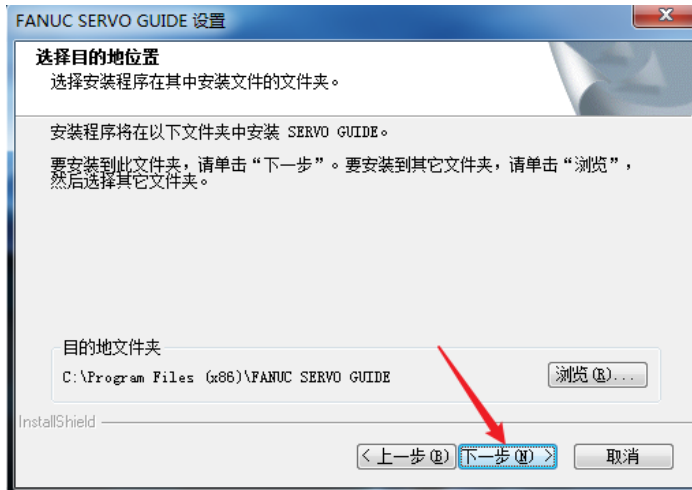 FANUC SERVO GUIDE 设置
选择目的地位置
选择安装程序在其中安装文件的文件夹。
安装程序将在以下文件夹中安装 SERVO GUIDE。
要安装到此文件夹，请单击“下一步”。要安装到其它文件夹，请单击“浏览”，
然后选择其它文件夹。
目的地文件夹
C:\Program Files (x86)\FANUC SERVO GUIDE
浏览(R)...
InstallShield
< 上一步(B) 下一步(N) > 取消